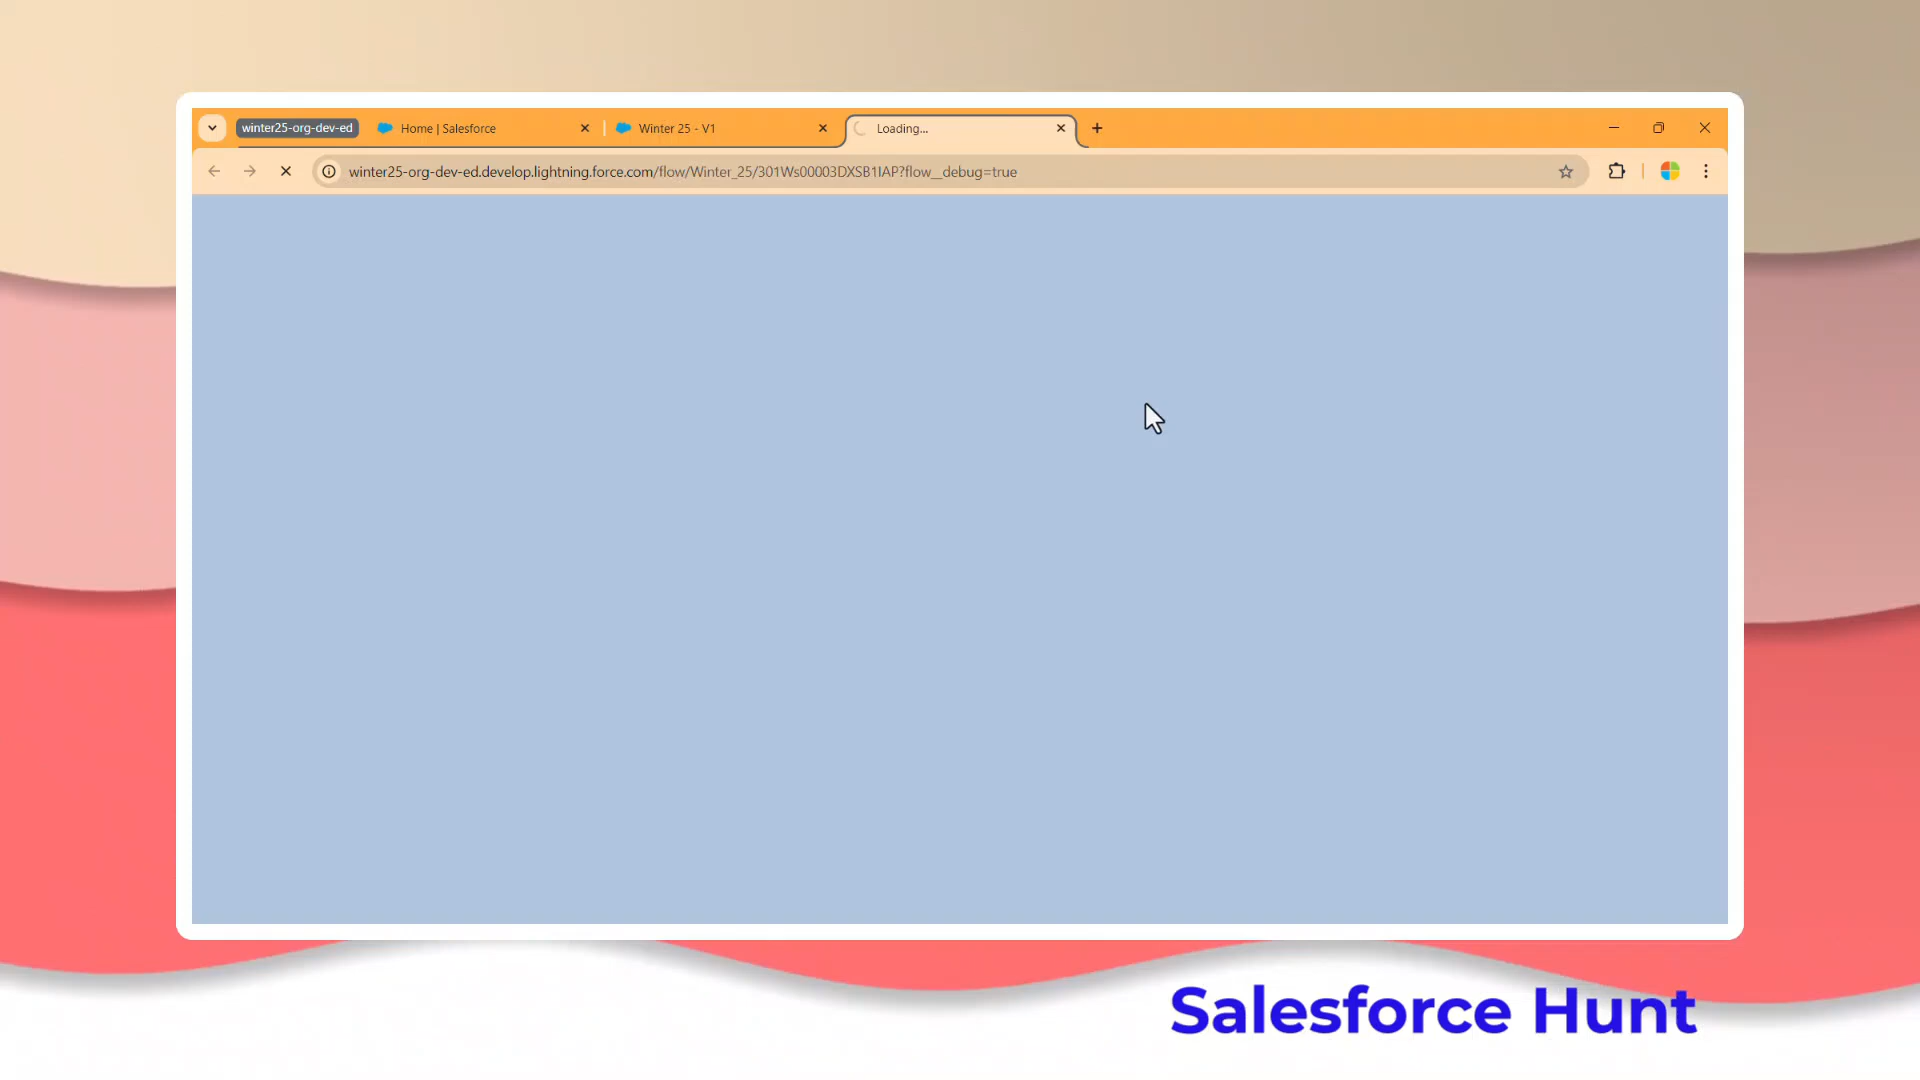 winter25-org-dev-ed
Home | Salesforce
Winter 25 - V1
Loading...
winter25-org-dev-ed.develop.lightning.force.com/flow/Winter_25/301Ws00003DXSB1IAP?flow__debug=true
Salesforce Hunt